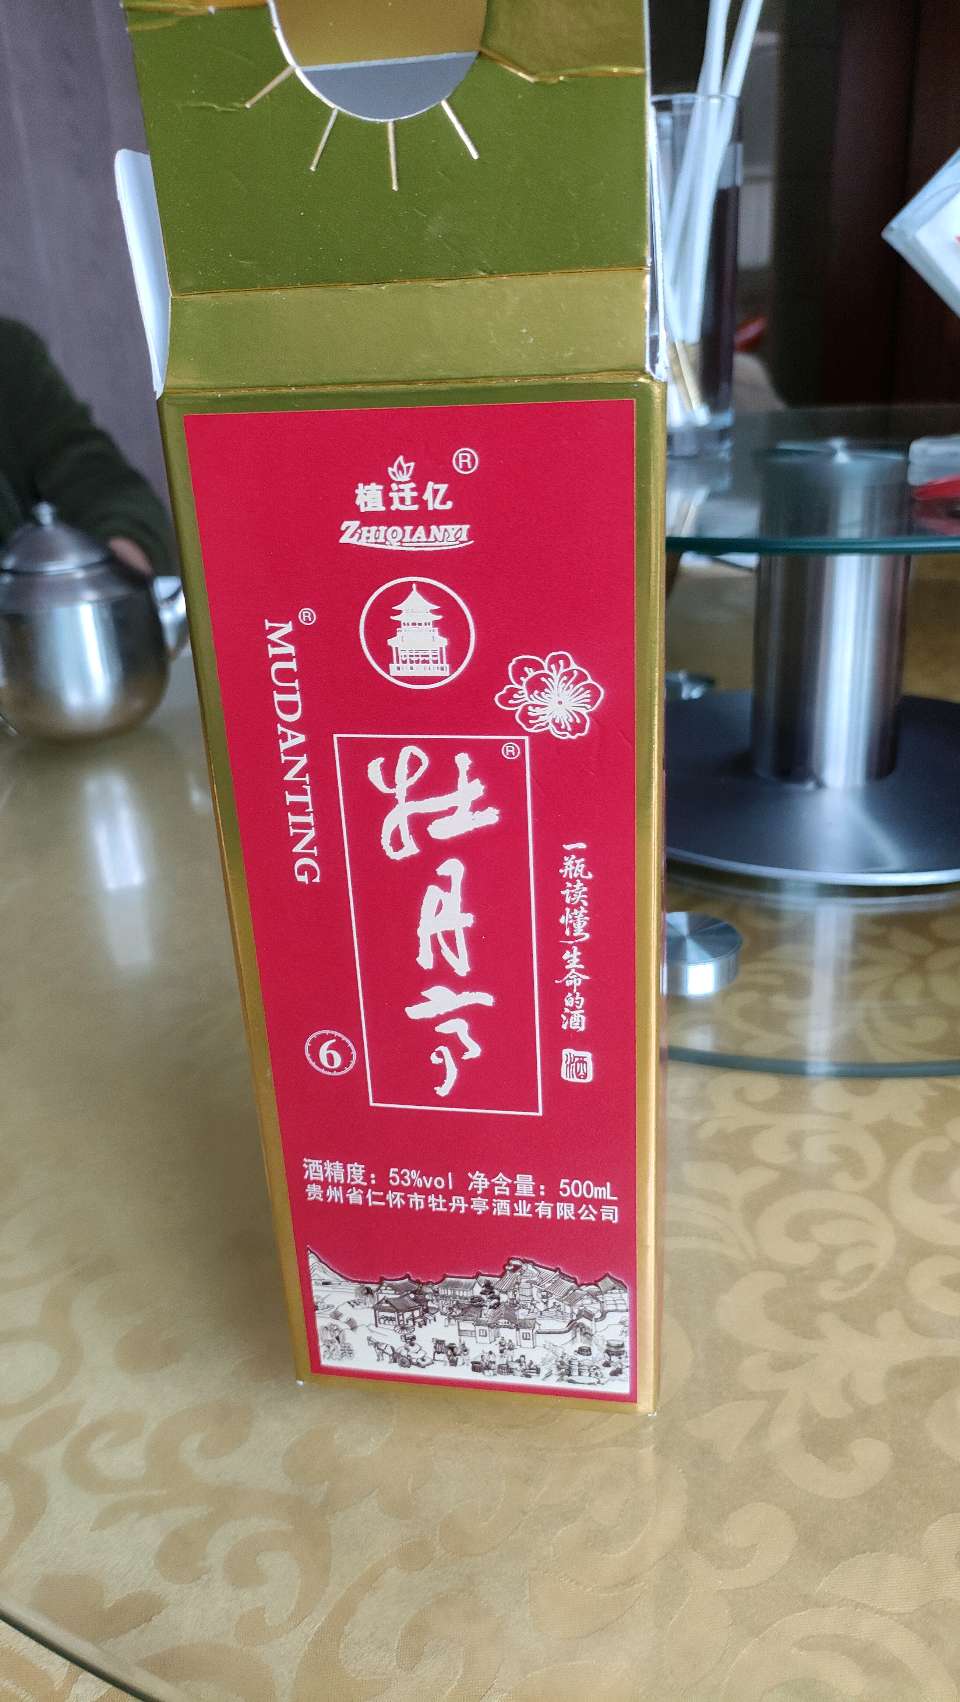 植迁亿®
ZHIQIANYI
MUDANTING®
牡丹亭®
一瓶读懂生命的酒
酒
6
酒精度：53%vol 净含量：500mL
贵州省仁怀市牡丹亭酒业有限公司